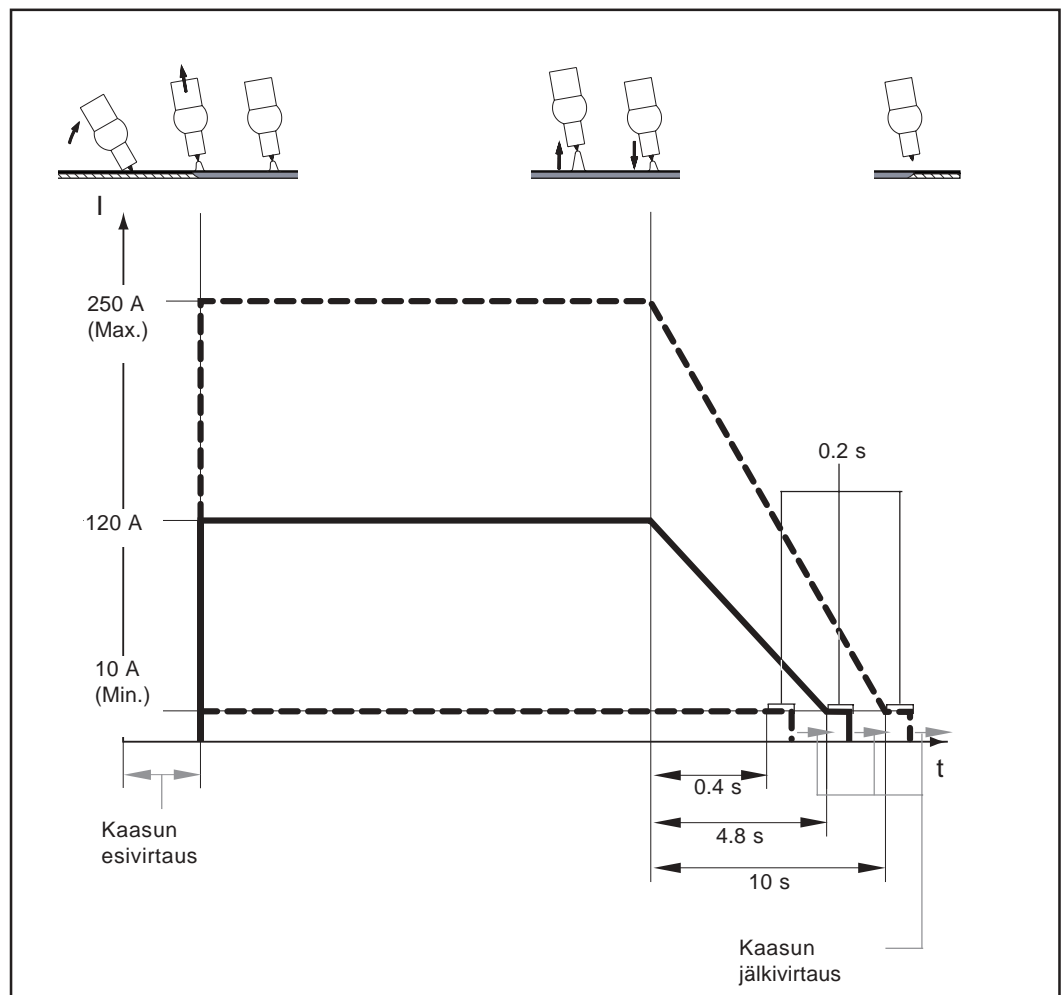 I
250 A
(Max.)
0.2 s
120 A
10 A
(Min.)
t
0.4 s
4.8 s
10 s
Kaasun
esivirtaus
Kaasun
jälkivirtaus